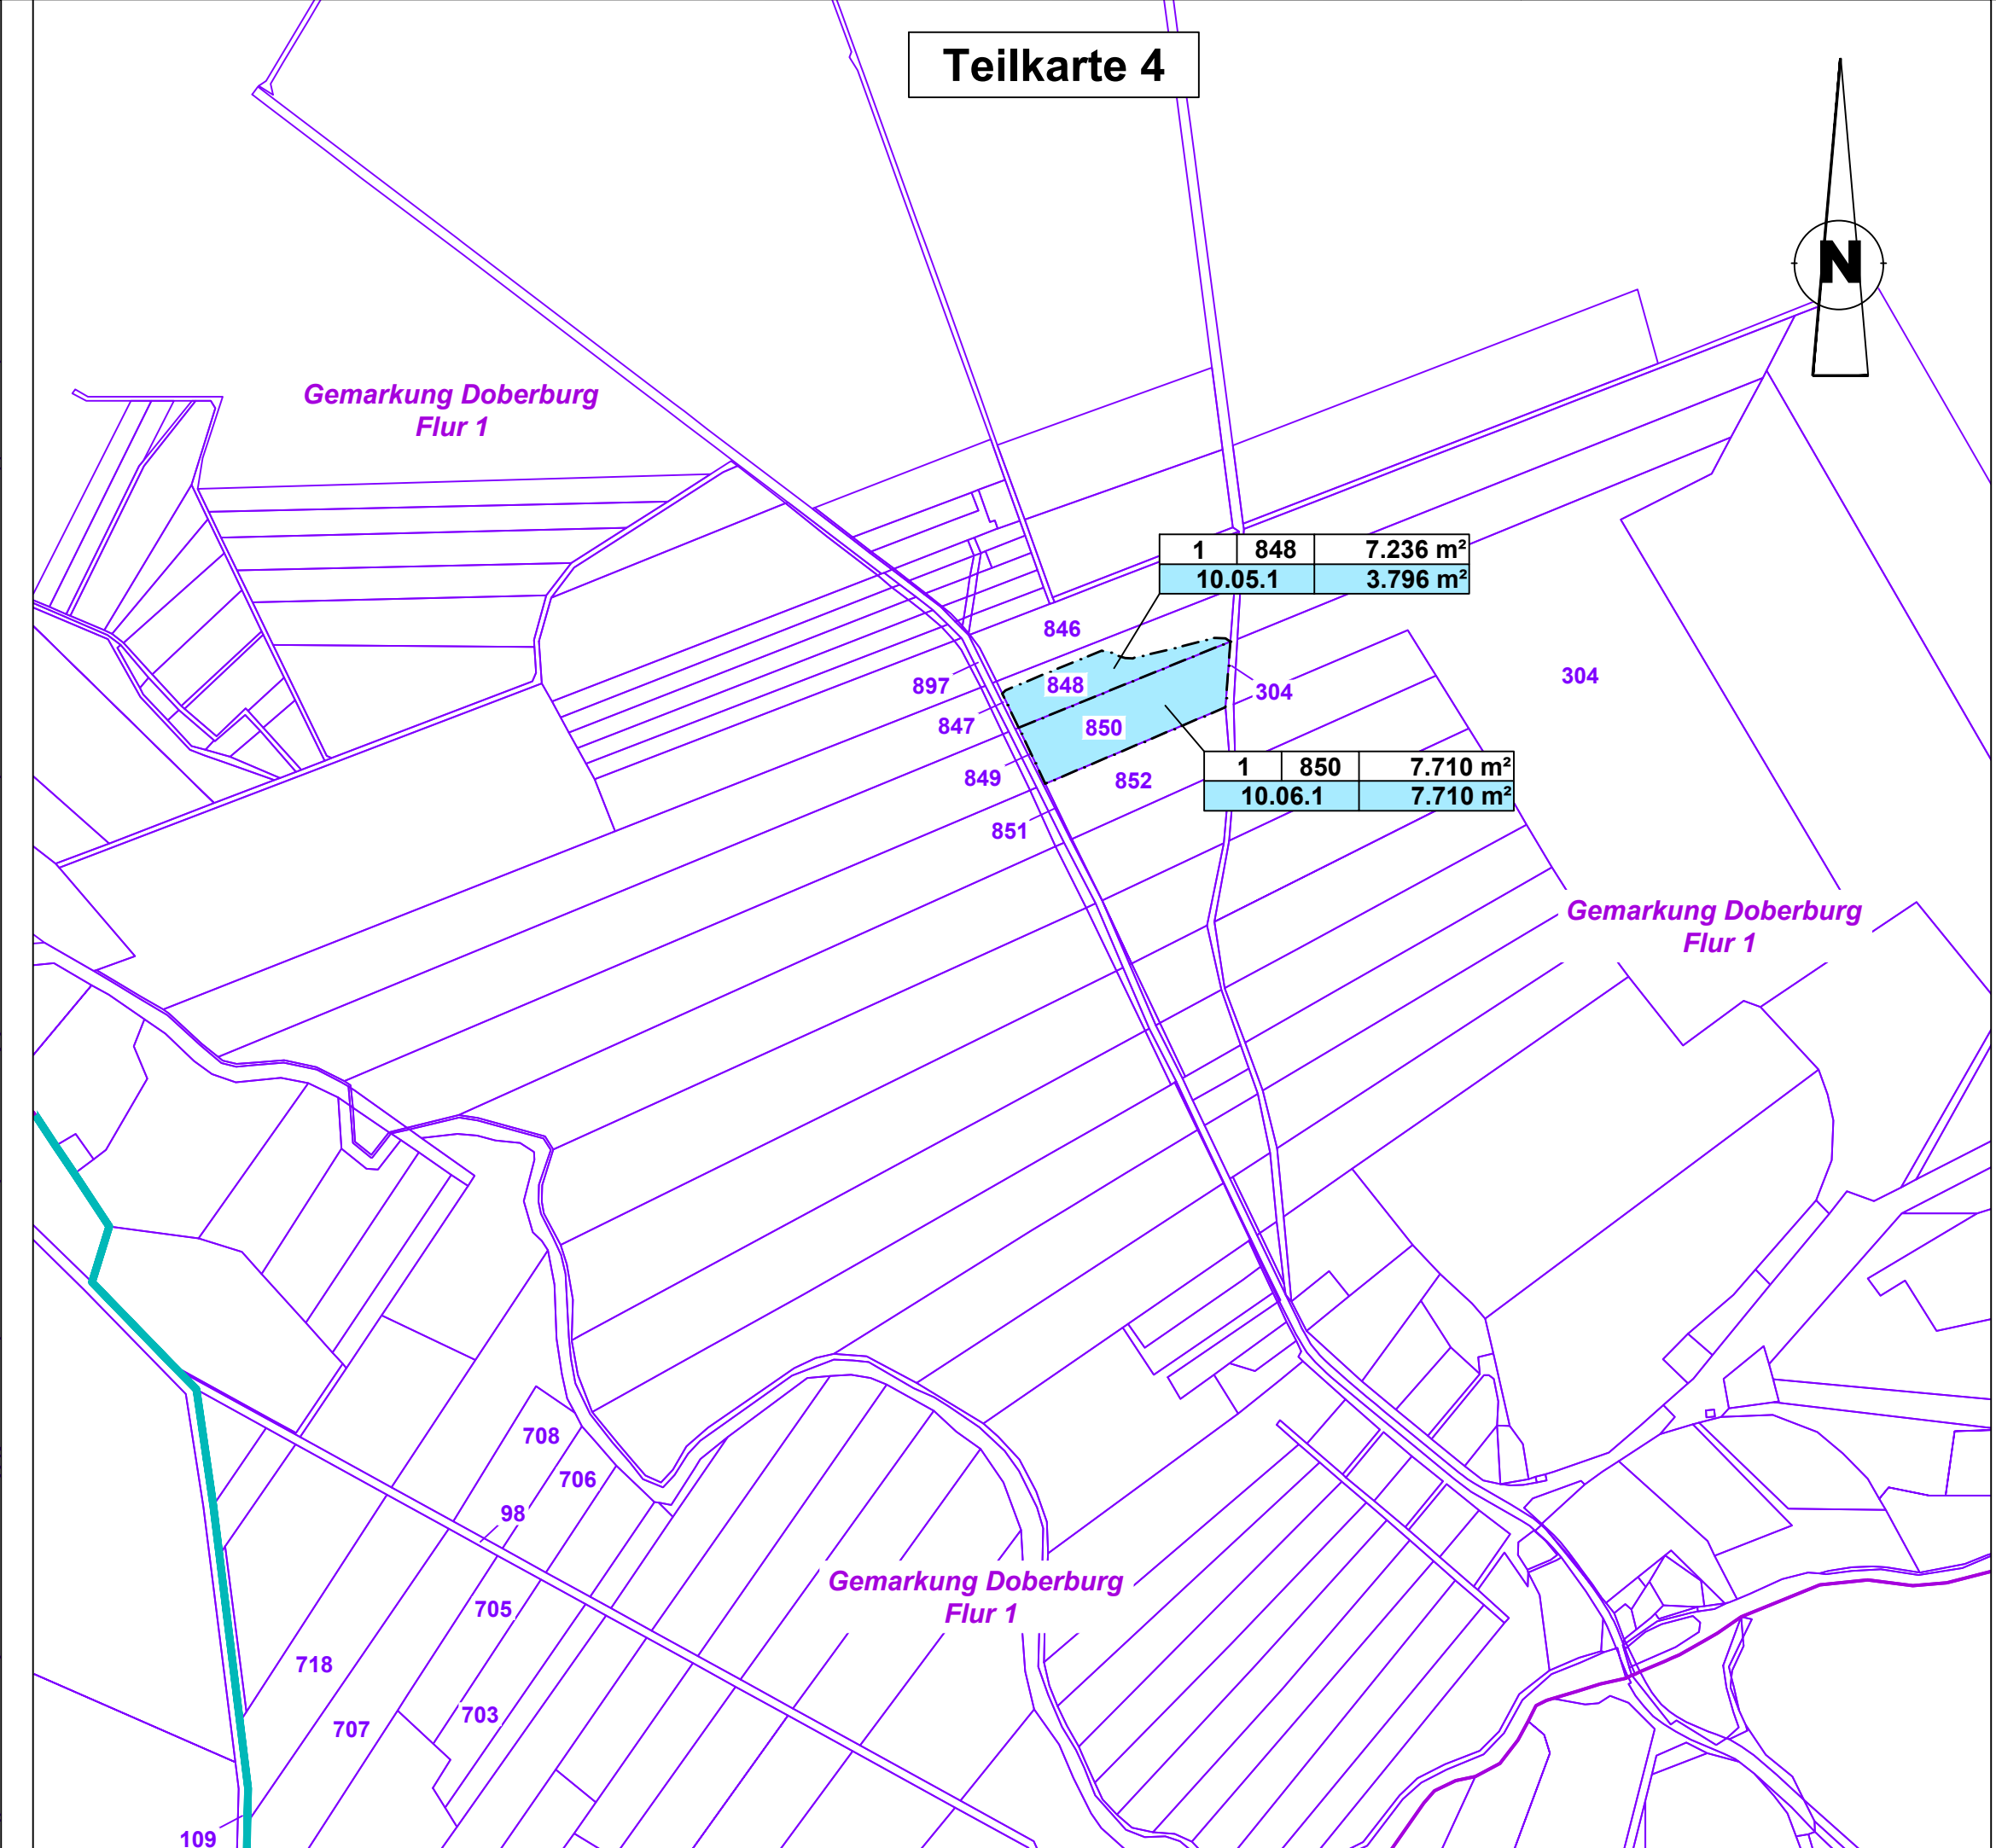 Teilkarte 4
N
Gemarkung Doberburg
Flur 1
1 848 7.236 m²
10.05.1 3.796 m²
846
897
848
304
304
847
850
849
852
1 850 7.710 m²
10.06.1 7.710 m²
851
Gemarkung Doberburg
Flur 1
708
706
98
Gemarkung Doberburg
Flur 1
705
718
703
707
109